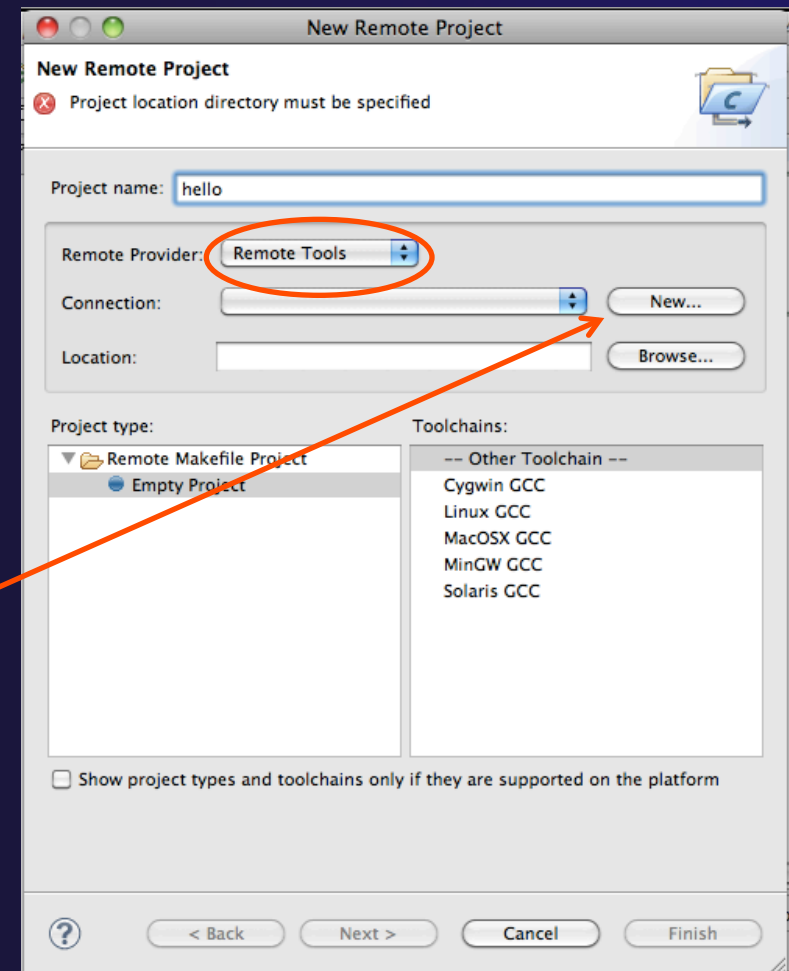 New Remote Project
New Remote Project
Project location directory must be specified
C
Project name: hello
Remote Provider: Remote Tools
Connection: New...
Location: Browse...
Project type: Toolchains:
Remote Makefile Project -- Other Toolchain --
Empty Project Cygwin GCC
Linux GCC
MacOSX GCC
MinGW GCC
Solaris GCC
Show project types and toolchains only if they are supported on the platform
? < Back Next > Cancel Finish